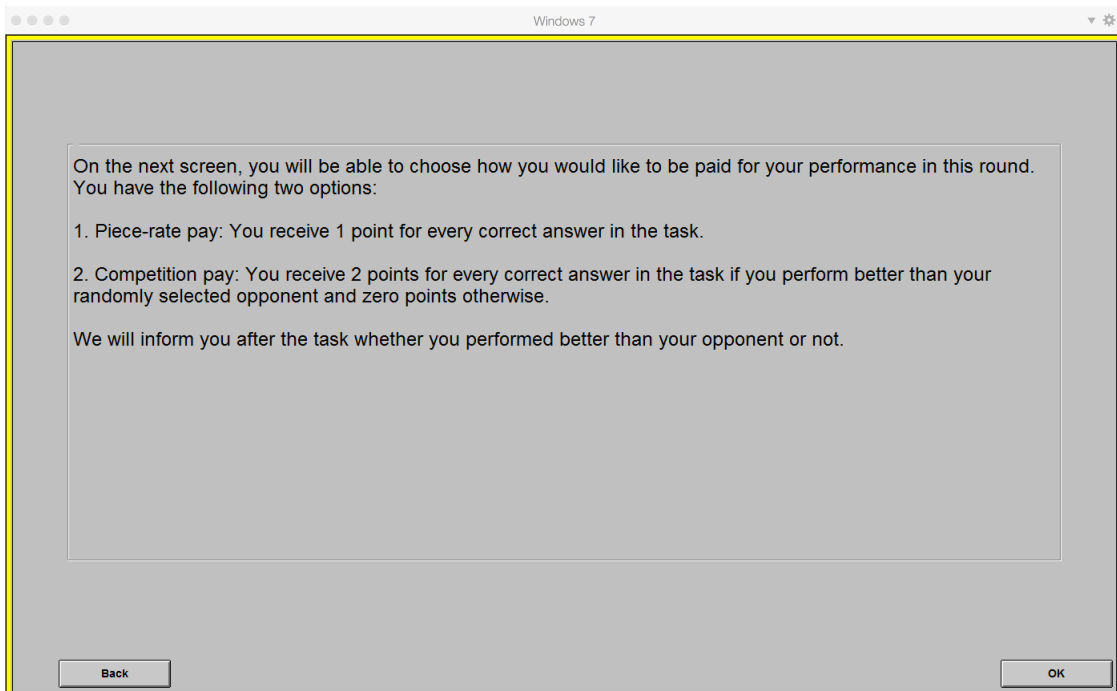 Windows 7
On the next screen, you will be able to choose how you would like to be paid for your performance in this round.
You have the following two options:
1. Piece-rate pay: You receive 1 point for every correct answer in the task.
2. Competition pay: You receive 2 points for every correct answer in the task if you perform better than your
randomly selected opponent and zero points otherwise.
We will inform you after the task whether you performed better than your opponent or not.
Back
OK